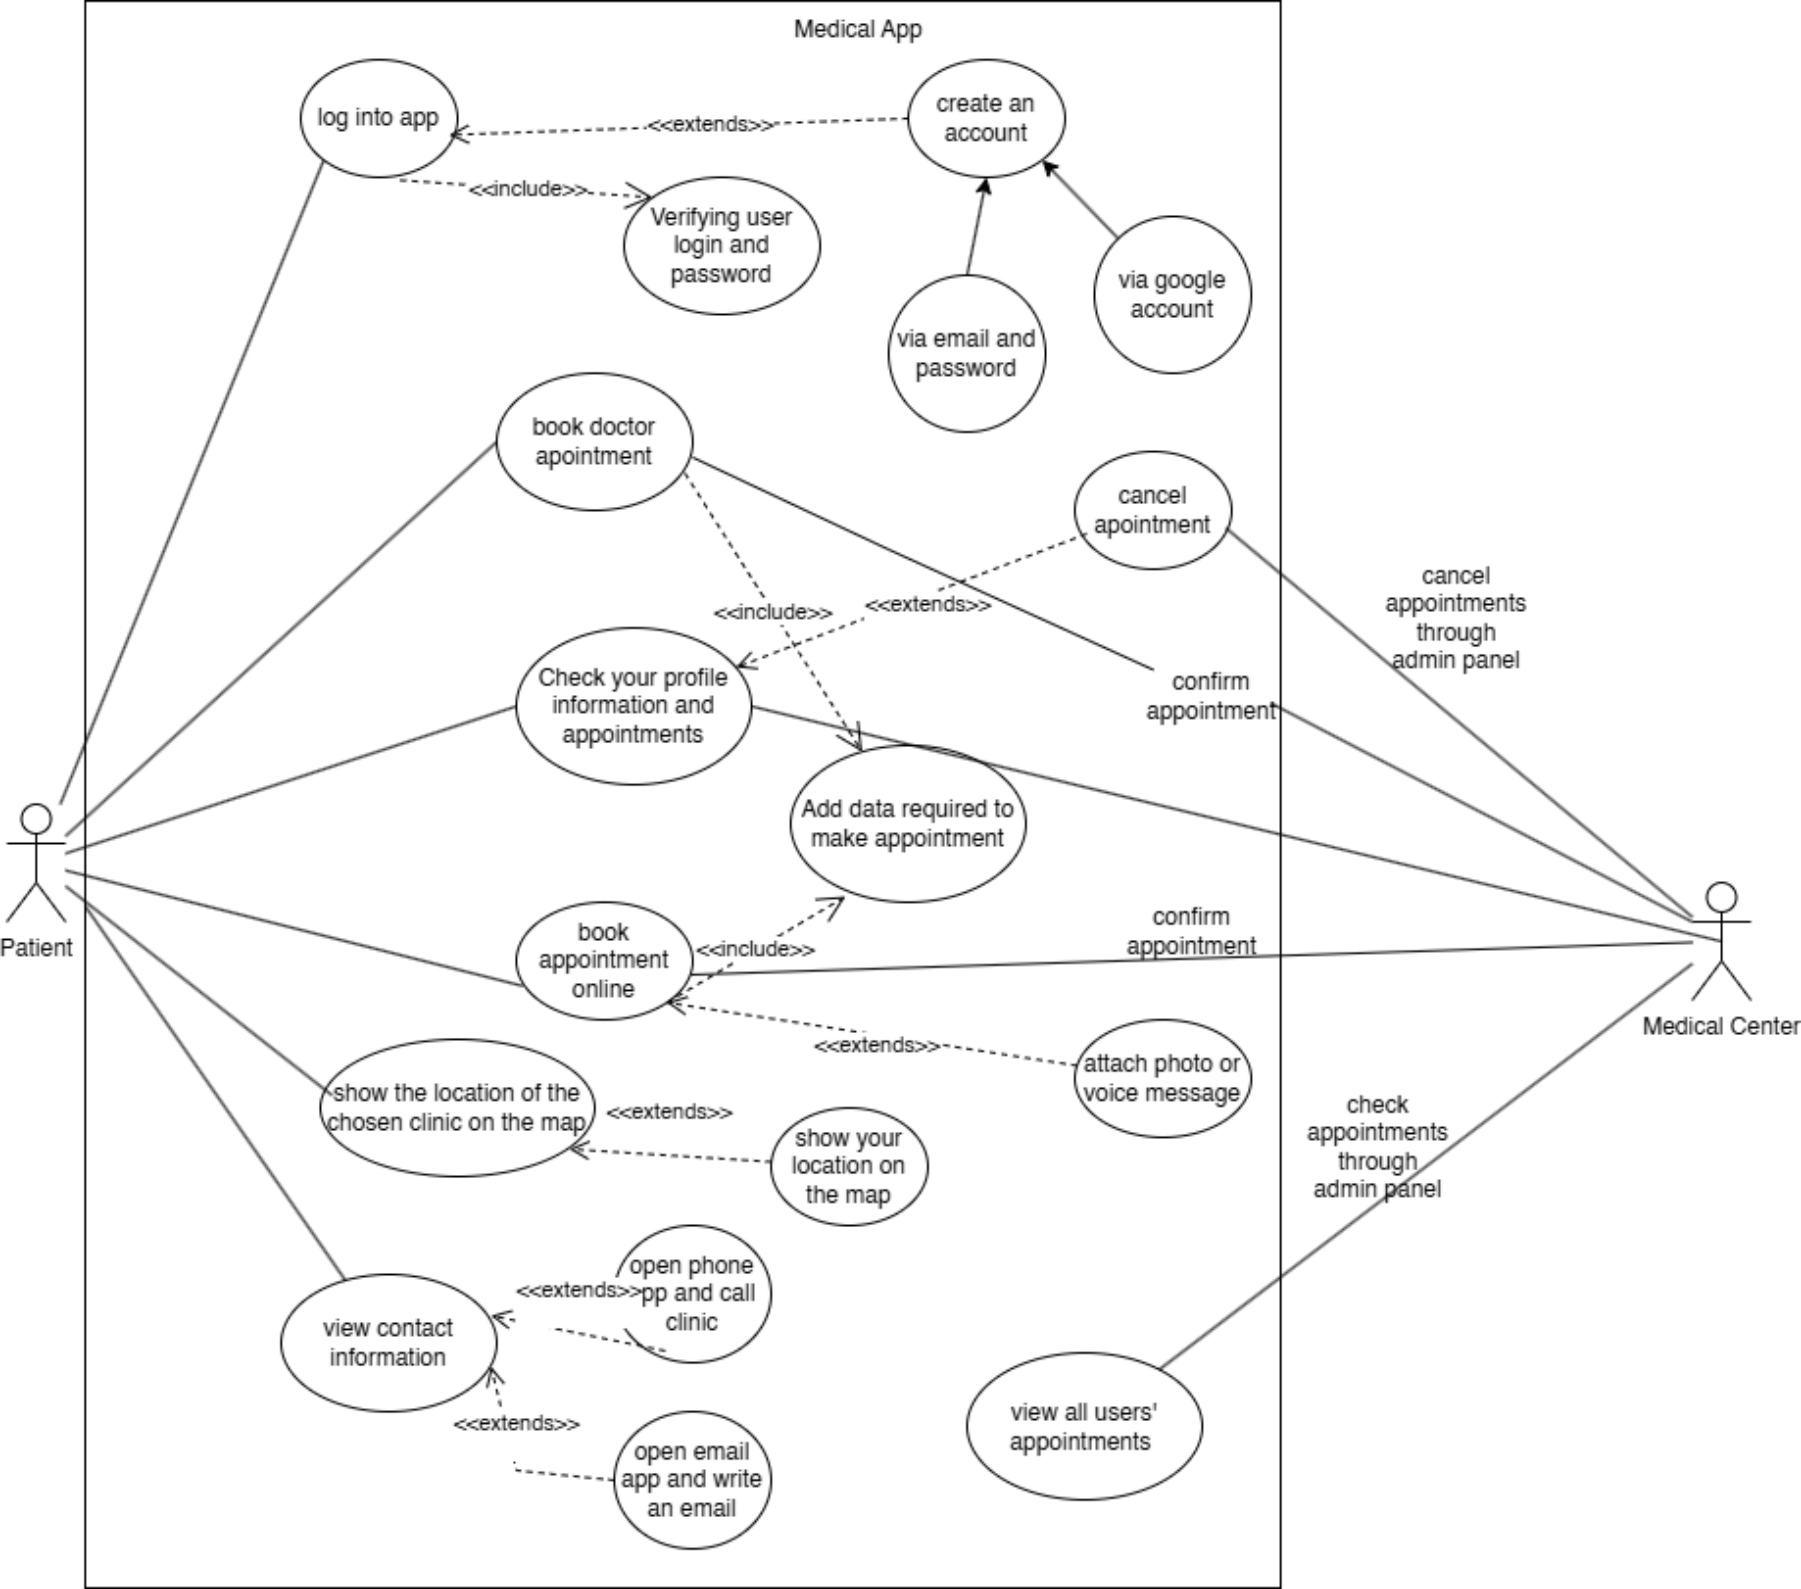 Medical App
log into app
<<extends>>
create an
account
<<include>>
Verifying user
login and
password
via google
account
via email and
password
book doctor
apointment
cancel
apointment
cancel
appointments
through
admin panel
<<include>>
<<extends>>
Check your profile
information and
appointments
confirm
appointment
Add data required to
make appointment
Patient
book
appointment
online
<<include>>
confirm
appointment
Medical Center
<<extends>>
attach photo or
voice message
show the location of the
chosen clinic on the map
<<extends>>
show your
location on
the map
check
appointments
through
admin panel
open phone
<<extends>>
pp and call
clinic
view contact
information
<<extends>>
open email
app and write
an email
view all users'
appointments